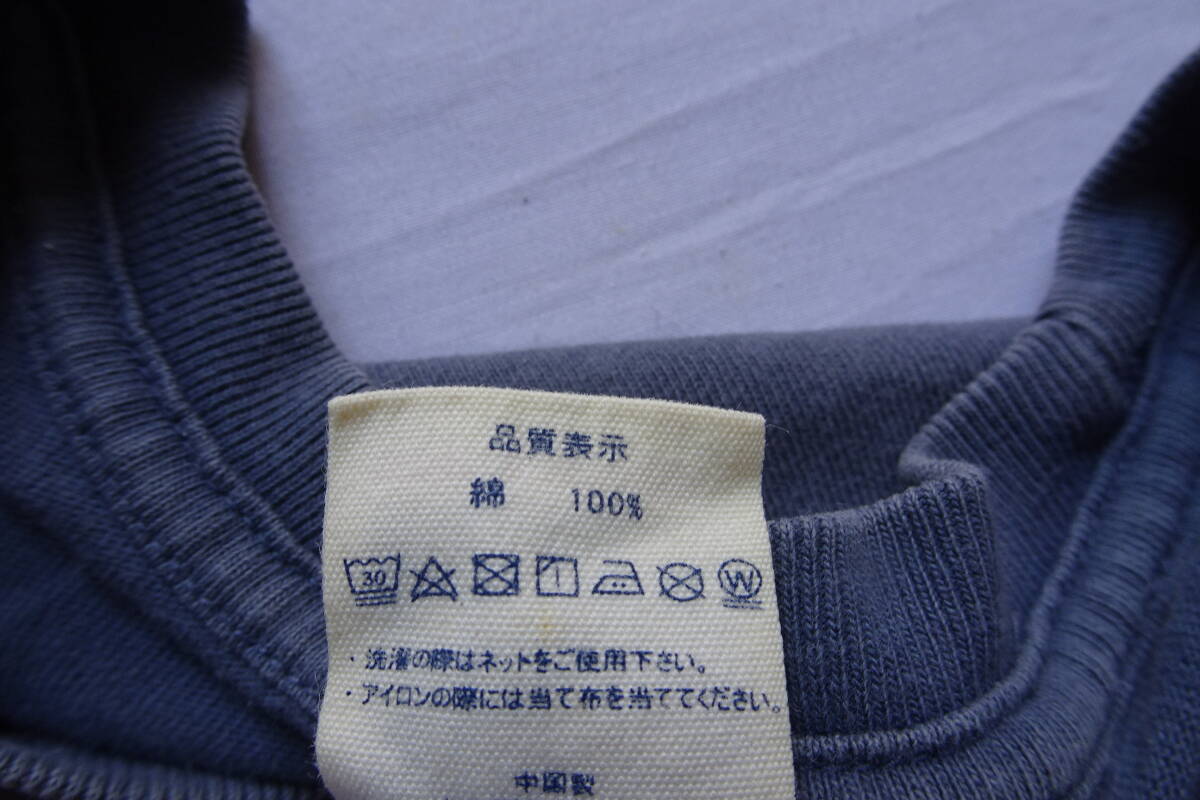 品質表示
綿 100%
30 W
・洗濯の際はネットをご使用下さい。
・アイロンの際には当て布を当ててください。
中国製